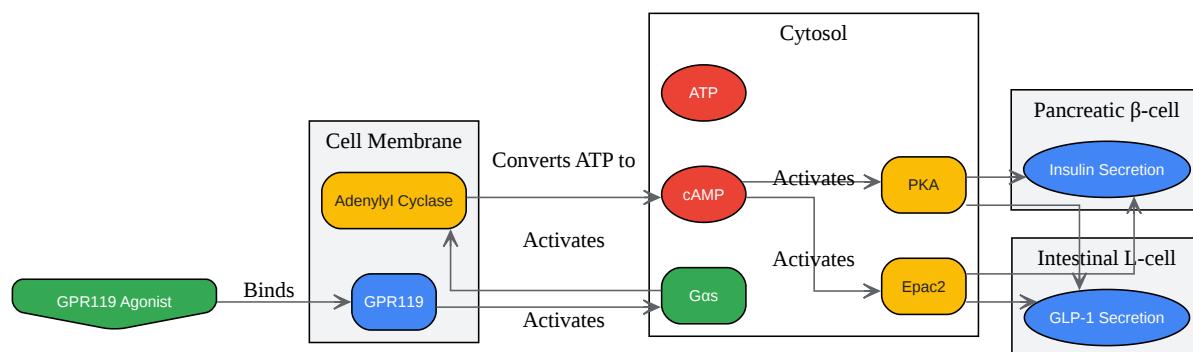 GPR119 Agonist
Binds
Cell Membrane
Adenylyl Cyclase
GPR119
Converts ATP to
Activates
Activates
Cytosol
ATP
cAMP
Gαs
Activates
Activates
PKA
Epac2
Pancreatic β-cell
Insulin Secretion
Intestinal L-cell
GLP-1 Secretion